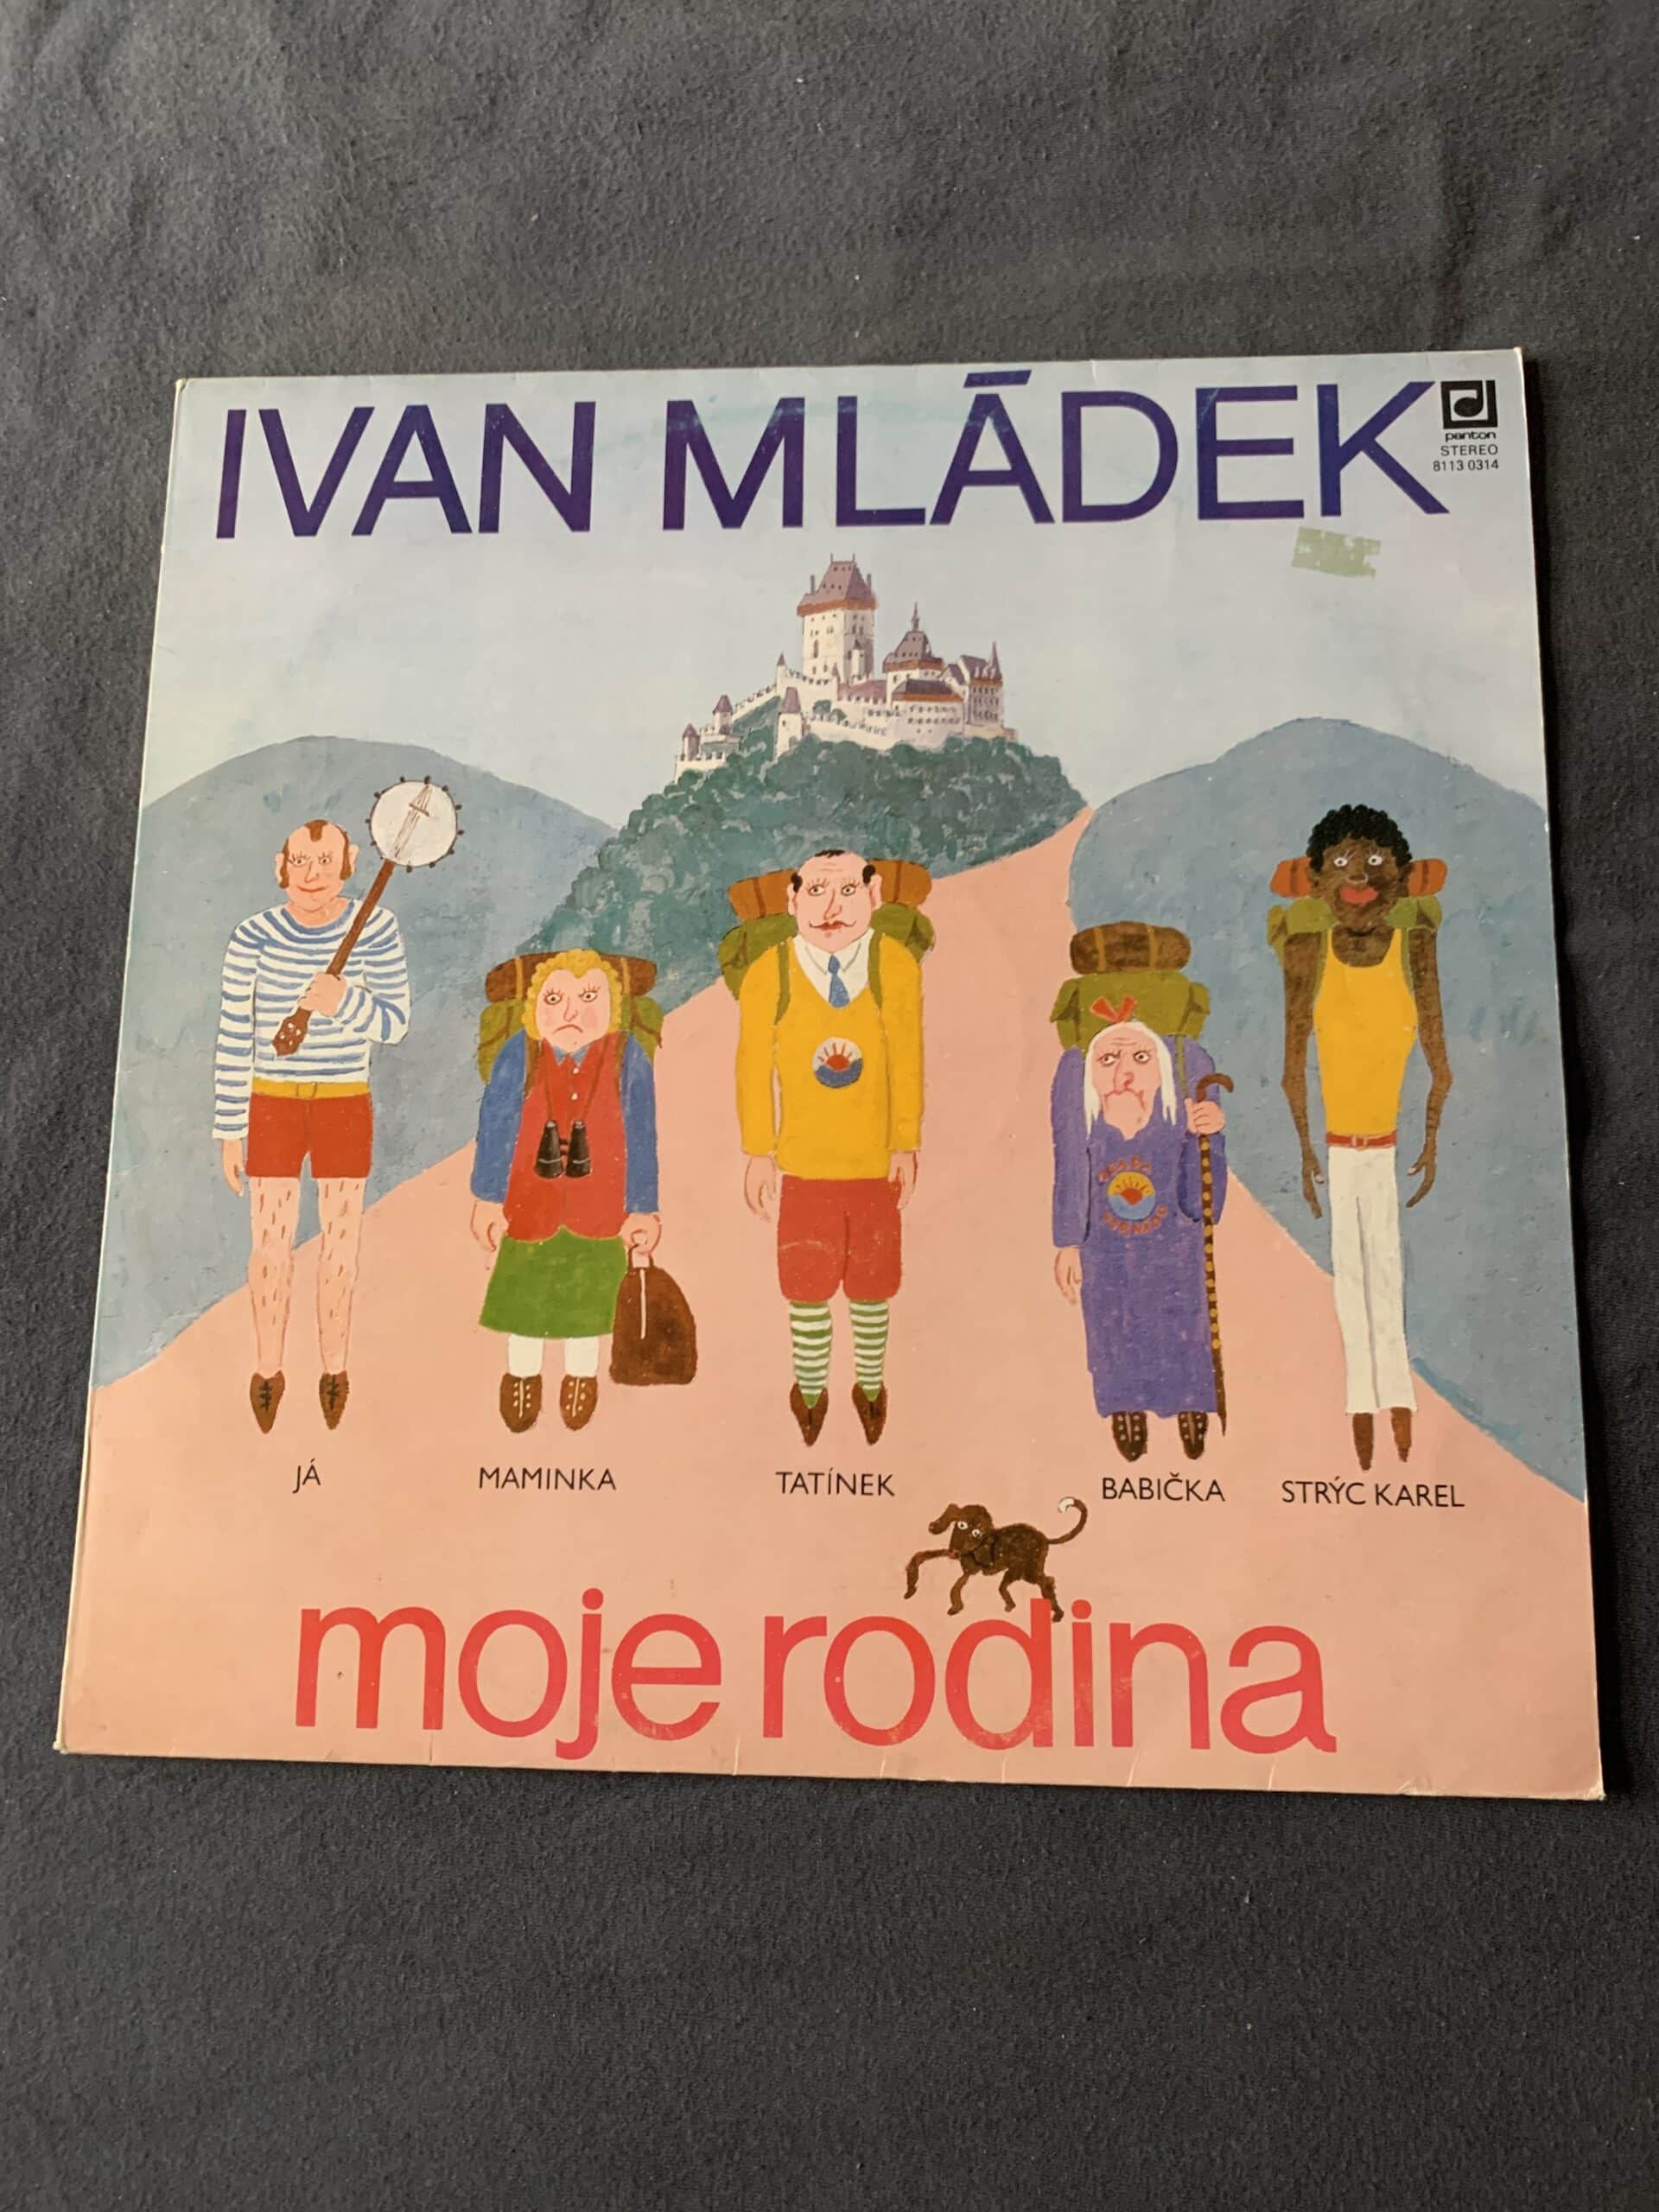 IVAN MLÁDEK
panton
STEREO
8113 0314
JÁ
MAMINKA
TATÍNEK
BABIČKA
STRÝC KAREL
moje rodina